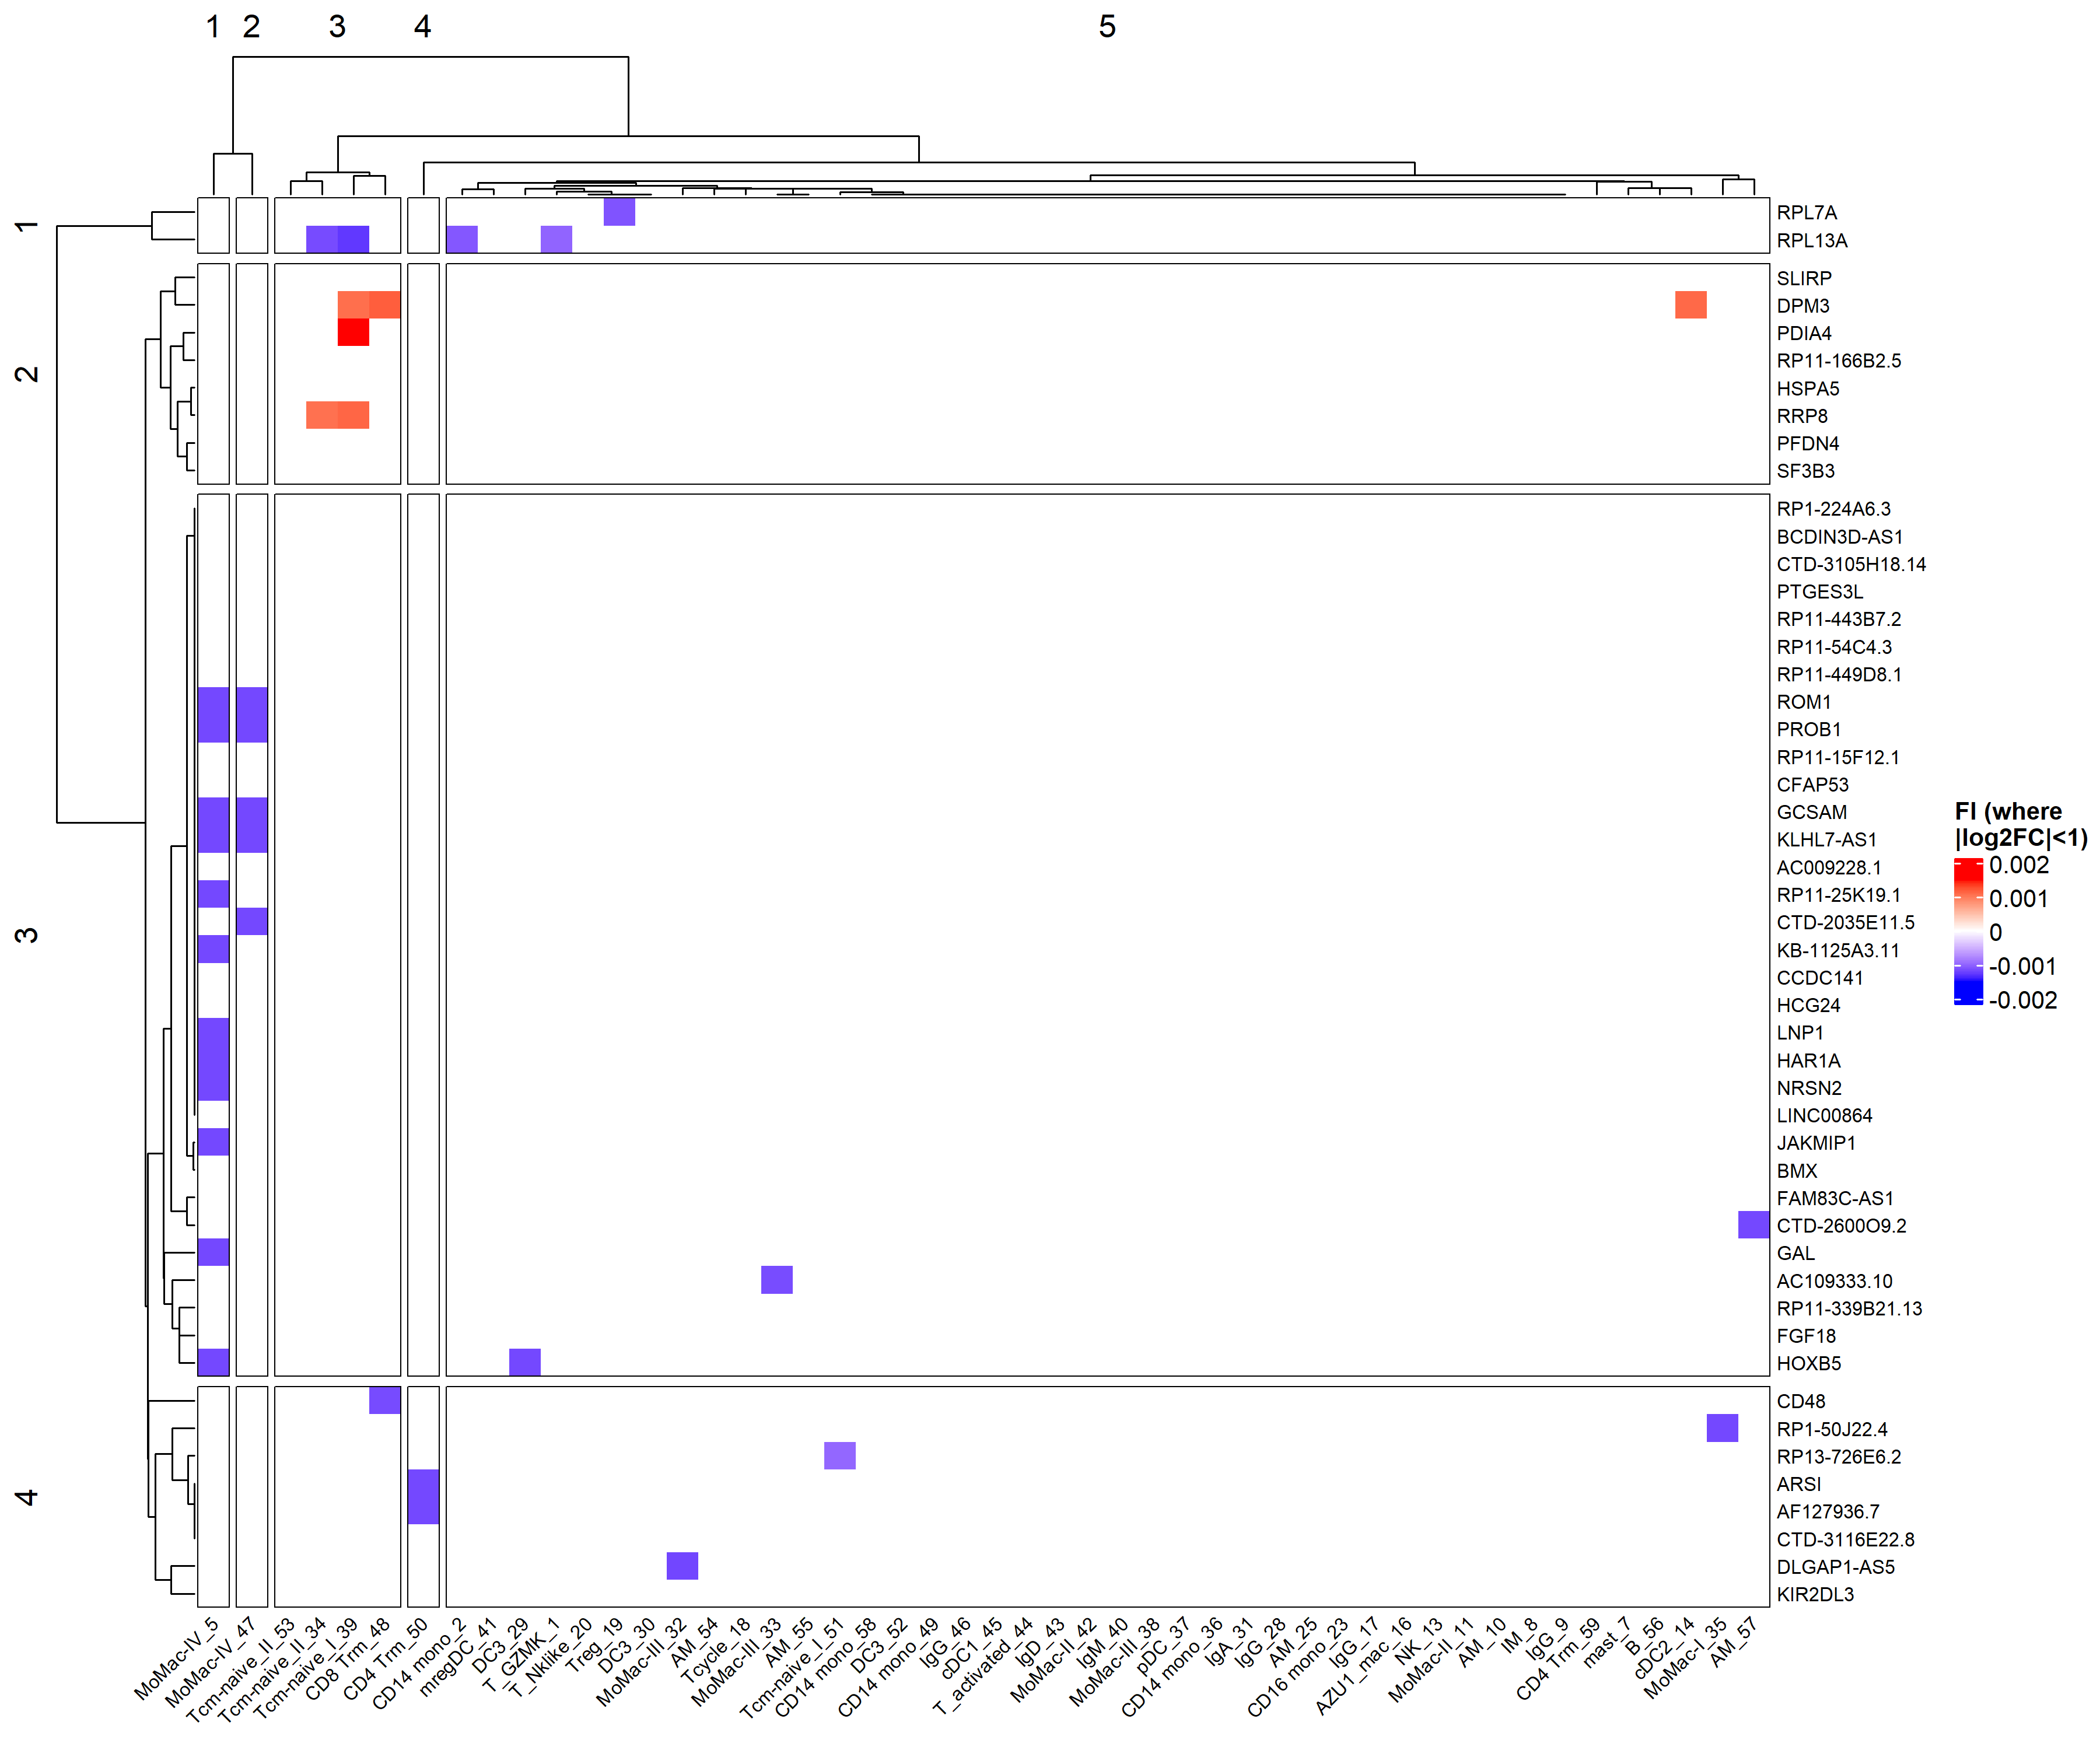 1 2 3 4 5
1
2
3
4
RPL7A
RPL13A
SLIRP
DPM3
PDIA4
RP11-166B2.5
HSPA5
RRP8
PFDN4
SF3B3
RP1-224A6.3
BCDIN3D-AS1
CTD-3105H18.14
PTGES3L
RP11-443B7.2
RP11-54C4.3
RP11-449D8.1
ROM1
PROB1
RP11-15F12.1
CFAP53
GCSAM
KLHL7-AS1
AC009228.1
RP11-25K19.1
CTD-2035E11.5
KB-1125A3.11
CCDC141
HCG24
LNP1
HAR1A
NRSN2
LINC00864
JAKMIP1
BMX
FAM83C-AS1
CTD-2600O9.2
GAL
AC109333.10
RP11-339B21.13
FGF18
HOXB5
CD48
RP1-50J22.4
RP13-726E6.2
ARSI
AF127936.7
CTD-3116E22.8
DLGAP1-AS5
KIR2DL3
MoMac-IV_5
MoMac-IV_47
Tcm-naive_II_53
Tcm-naive_II_34
Tcm-naive_I_39
CD8 Trm_48
CD4 Trm_50
CD14 mono_2
mregDC_41
DC3_29
T_GZMK_1
T_Nklike_20
Treg_19
DC3_30
MoMac-III_32
AM_54
Tcycle_18
MoMac-III_33
AM_55
Tcm-naive_I_51
CD14 mono_58
DC3_52
CD14 mono_49
IgG_46
cDC1_45
T_activated_44
IgD_43
MoMac-II_42
IgM_40
MoMac-III_38
pDC_37
CD14 mono_36
IgA_31
IgG_28
AM_25
CD16 mono_23
IgG_17
AZU1_mac_16
NK_13
MoMac-II_11
AM_10
IM_8
IgG_9
CD4 Trm_59
mast_7
B_56
cDC2_14
MoMac-I_35
AM_57
FI (where
|log2FC|<1)
0.002
0.001
0
-0.001
-0.002